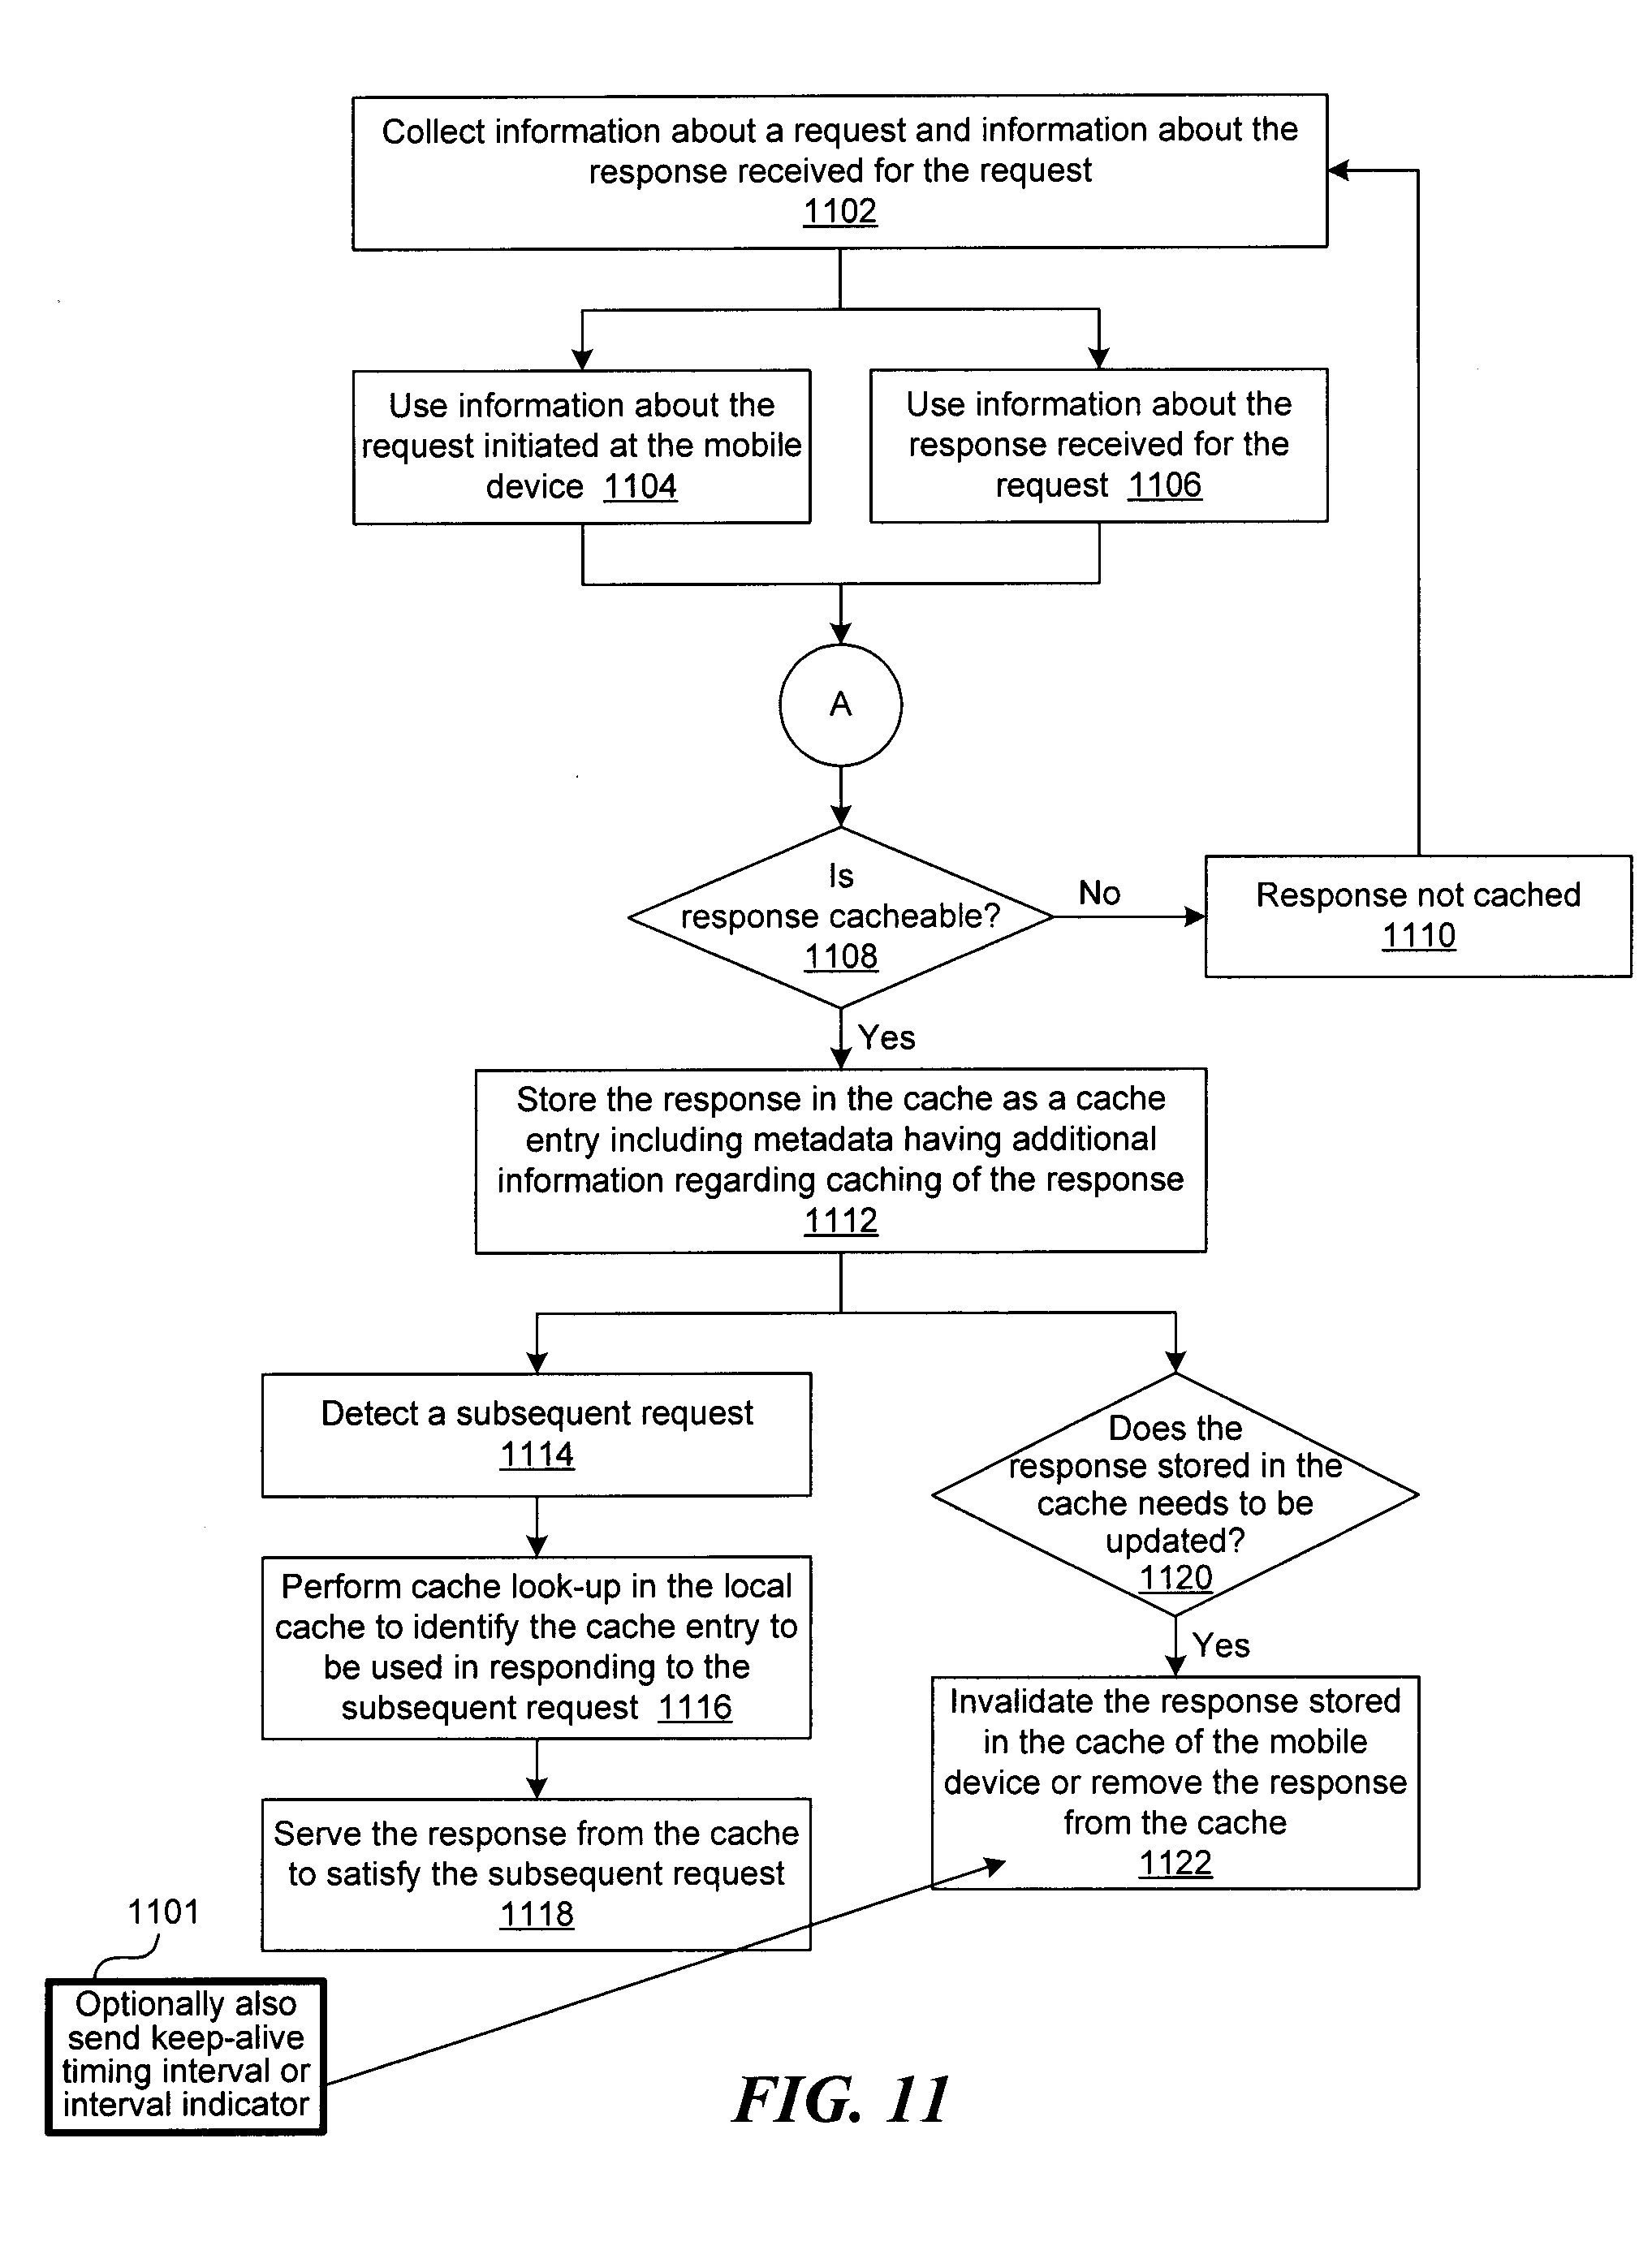 Collect information about a request and information about the
response received for the request
1102
Use information about the
request initiated at the mobile
device 1104
Use information about the
response received for the
request 1106
A
Is
response cacheable?
1108
No
Response not cached
1110
Yes
Store the response in the cache as a cache
entry including metadata having additional
information regarding caching of the response
1112
Detect a subsequent request
1114
Perform cache look-up in the local
cache to identify the cache entry to
be used in responding to the
subsequent request 1116
Serve the response from the cache
to satisfy the subsequent request
1118
Does the
response stored in the
cache needs to be
updated?
1120
Yes
Invalidate the response stored
in the cache of the mobile
device or remove the response
from the cache
1122
1101
Optionally also
send keep-alive
timing interval or
interval indicator
FIG. 11